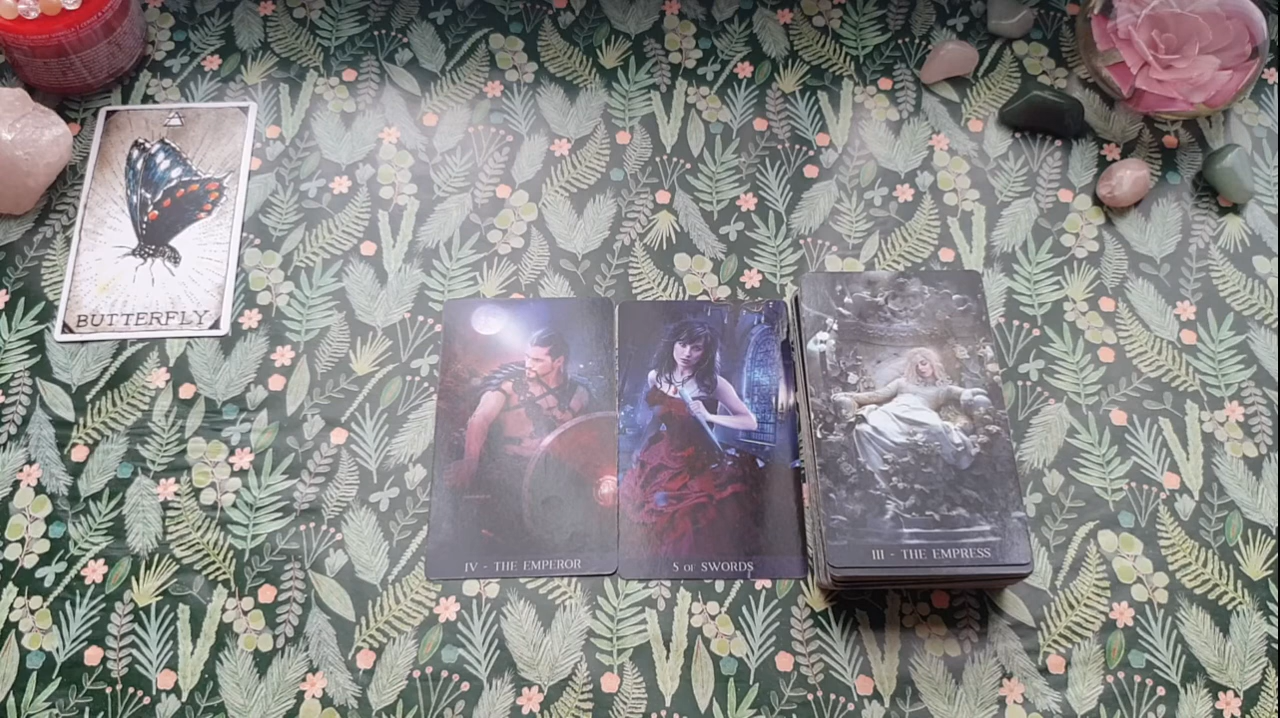 BUTTERFLY
IV - THE EMPEROR
5 OF SWORDS
III - THE EMPRESS